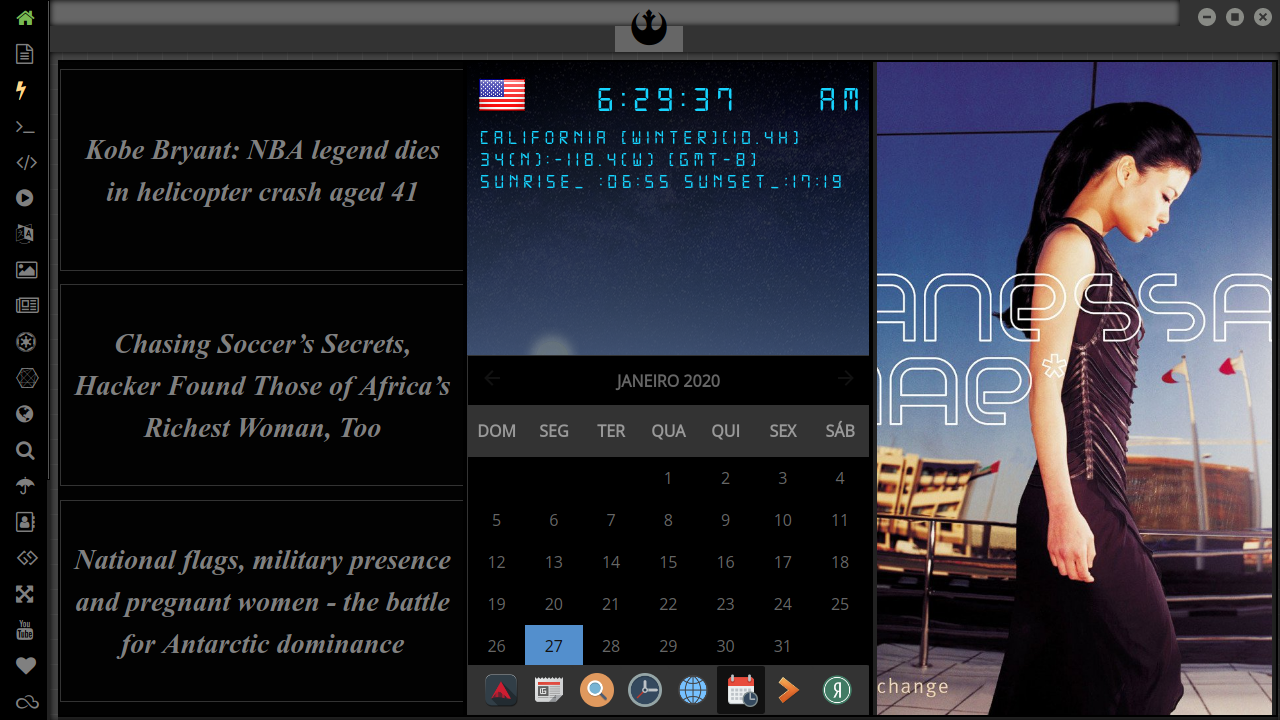 Kobe Bryant: NBA legend dies
in helicopter crash aged 41
Chasing Soccer’s Secrets,
Hacker Found Those of Africa’s
Richest Woman, Too
National flags, military presence
and pregnant women - the battle
for Antarctic dominance
6:29:37 AM
CALIFORNIA [WINTER][10.4H]
34[N]:-118.4[W] [GMT-8]
SUNRISE_ :06:55 SUNSET_:17:19
JANEIRO 2020
DOM SEG TER QUA QUI SEX SÁB
1 2 3 4
5 6 7 8 9 10 11
12 13 14 15 16 17 18
19 20 21 22 23 24 25
26 27 28 29 30 31
ANESSA
AE*
change
You
Tube
Я